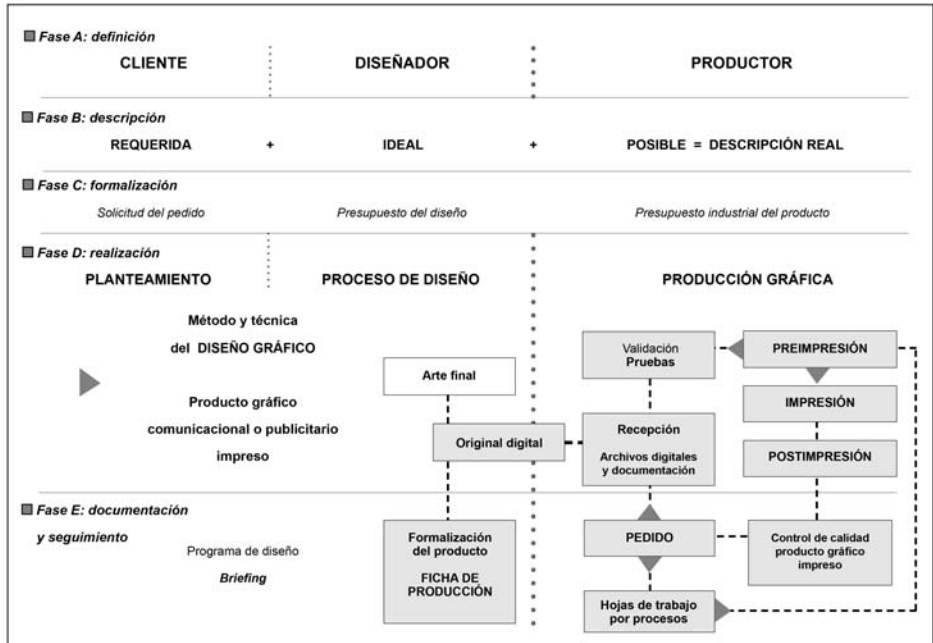 Fase A: definición
CLIENTE
DISEÑADOR
PRODUCTOR
Fase B: descripción
REQUERIDA + IDEAL + POSIBLE = DESCRIPCIÓN REAL
Fase C: formalización
Solicitud del pedido
Presupuesto del diseño
Presupuesto industrial del producto
Fase D: realización
PLANTEAMIENTO
PROCESO DE DISEÑO
PRODUCCIÓN GRÁFICA
Método y técnica
del DISEÑO GRÁFICO
Producto gráfico
comunicacional o publicitario
impreso
Arte final
Original digital
Validación
Pruebas
PREIMPRESIÓN
IMPRESIÓN
Recepción
Archivos digitales
y documentación
POSTIMPRESIÓN
Fase E: documentación
y seguimiento
Programa de diseño
Briefing
Formalización
del producto
FICHA DE
PRODUCCIÓN
PEDIDO
Control de calidad
producto gráfico
impreso
Hojas de trabajo
por procesos